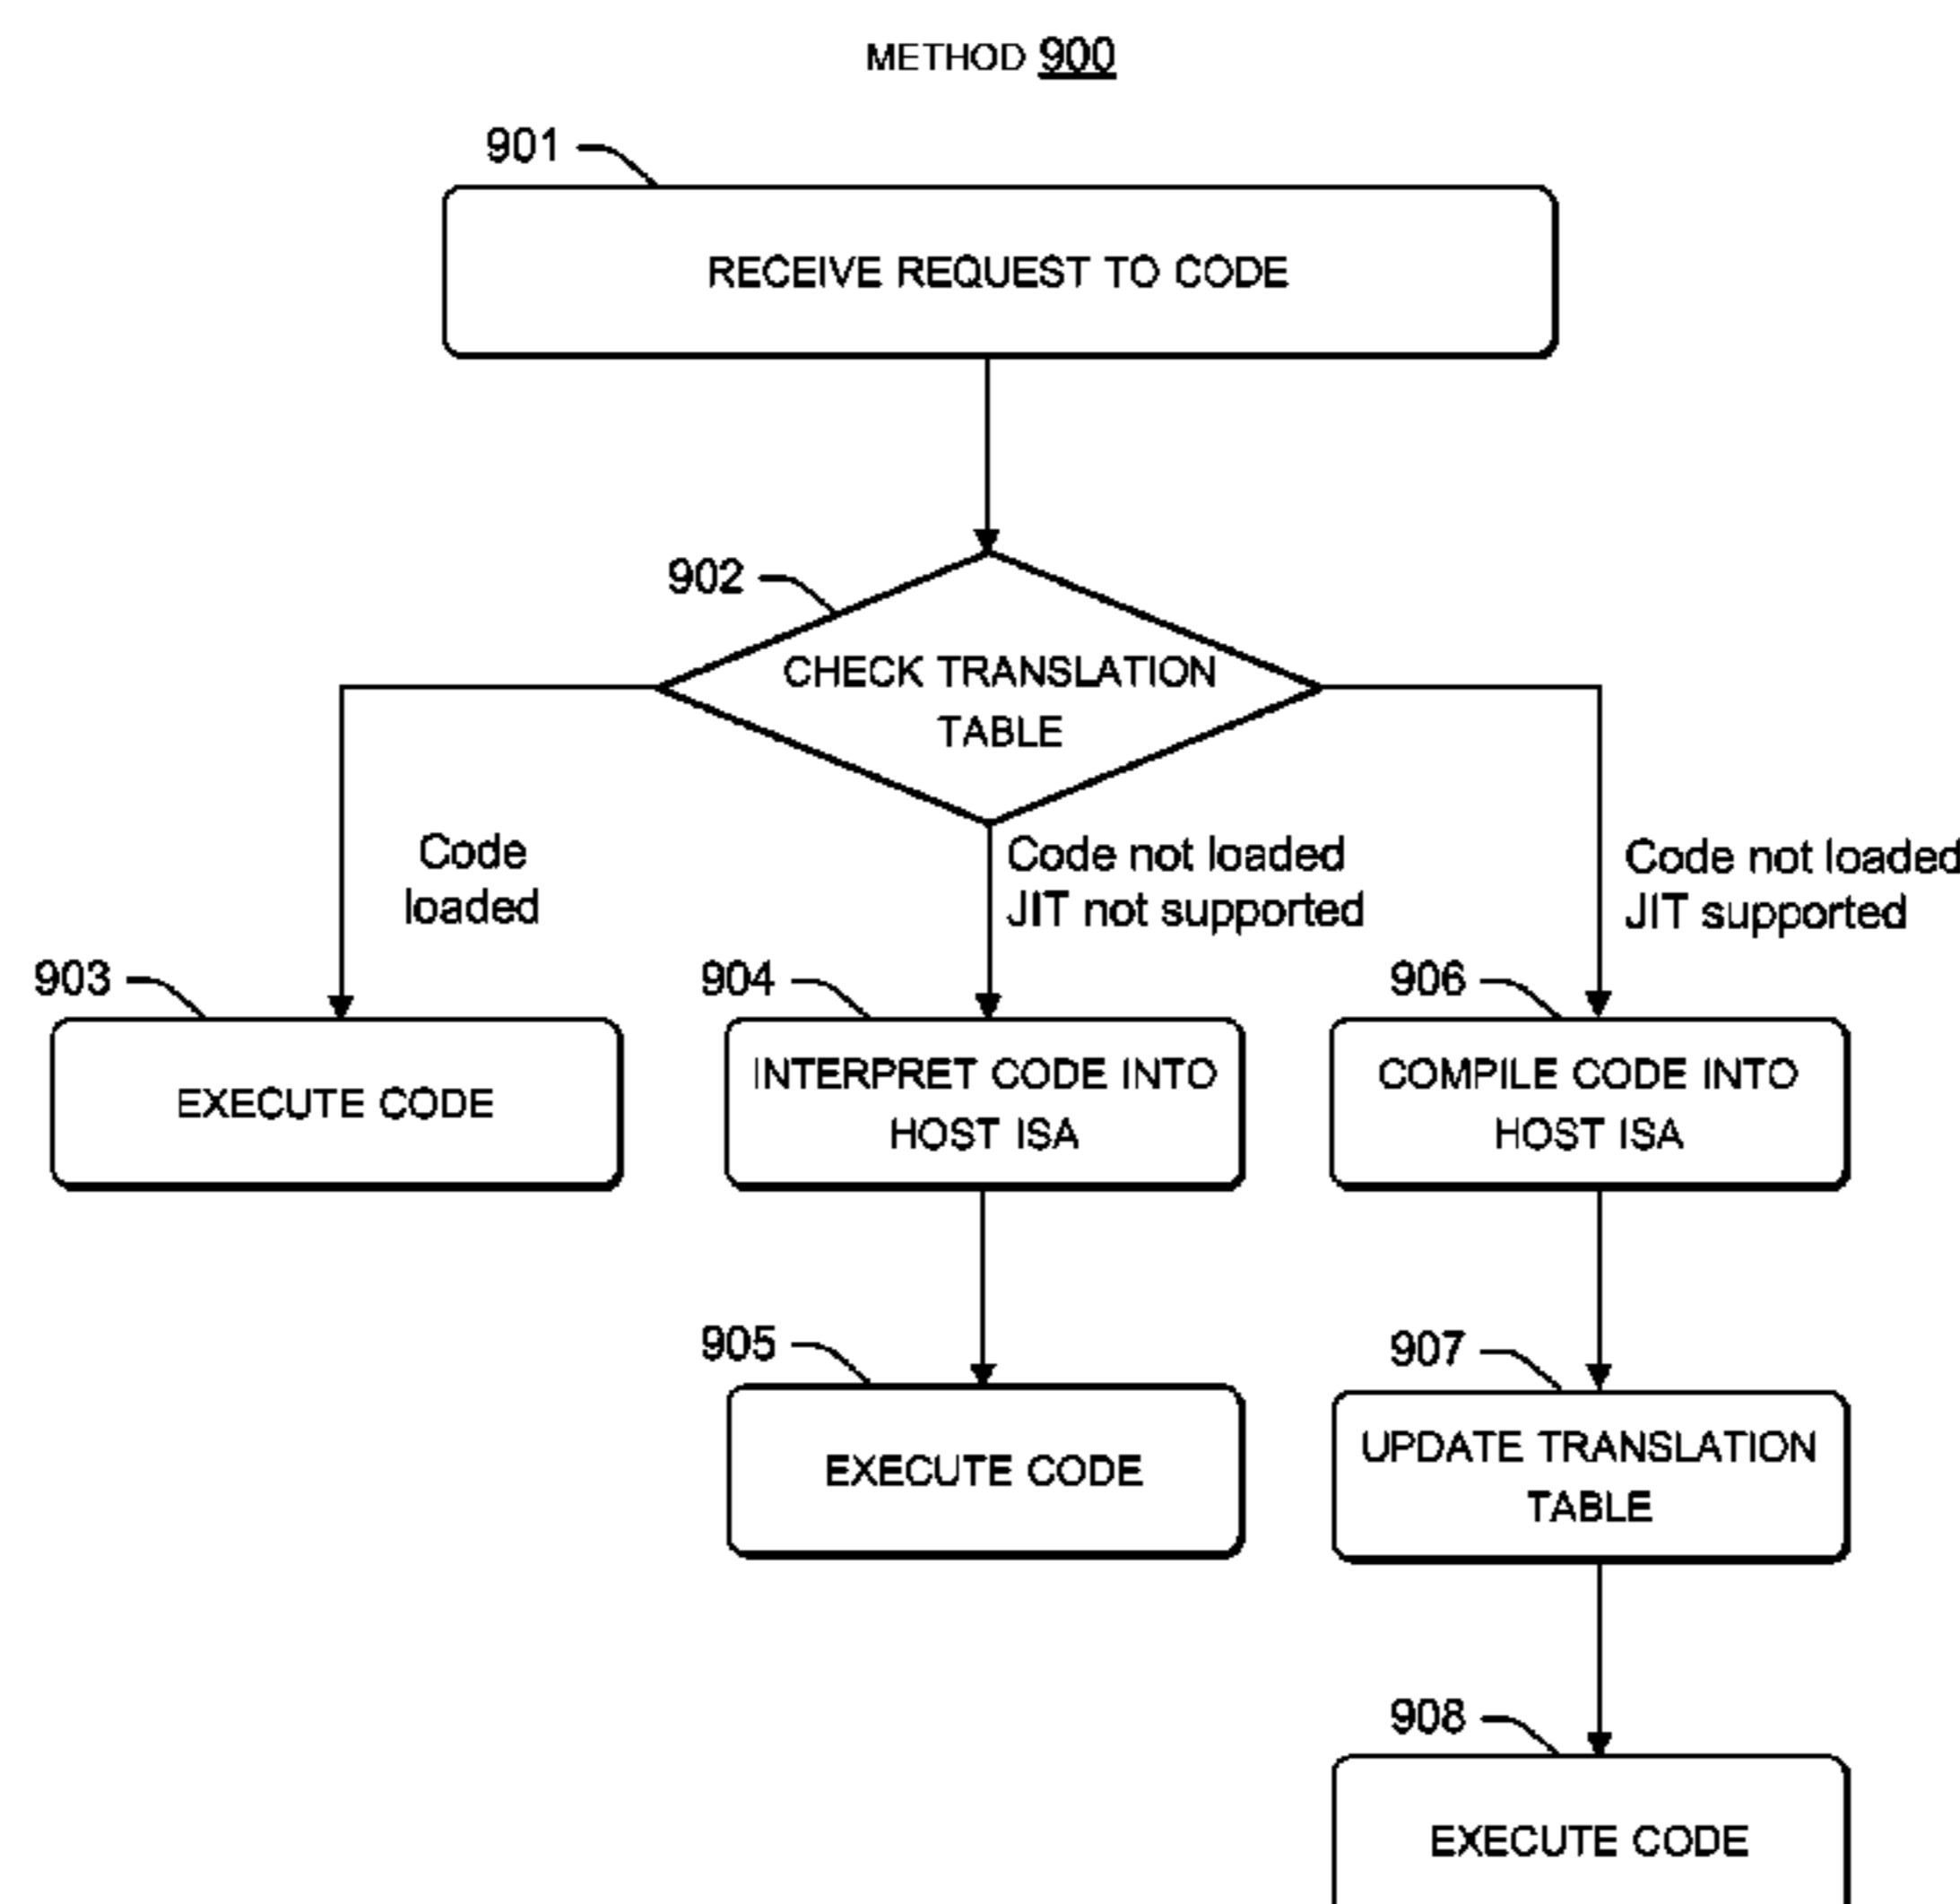 METHOD 900
901
RECEIVE REQUEST TO CODE
902
CHECK TRANSLATION
TABLE
Code
loaded
Code not loaded
JIT not supported
Code not loaded
JIT supported
903
EXECUTE CODE
904
INTERPRET CODE INTO
HOST ISA
906
COMPILE CODE INTO
HOST ISA
905
EXECUTE CODE
907
UPDATE TRANSLATION
TABLE
908
EXECUTE CODE